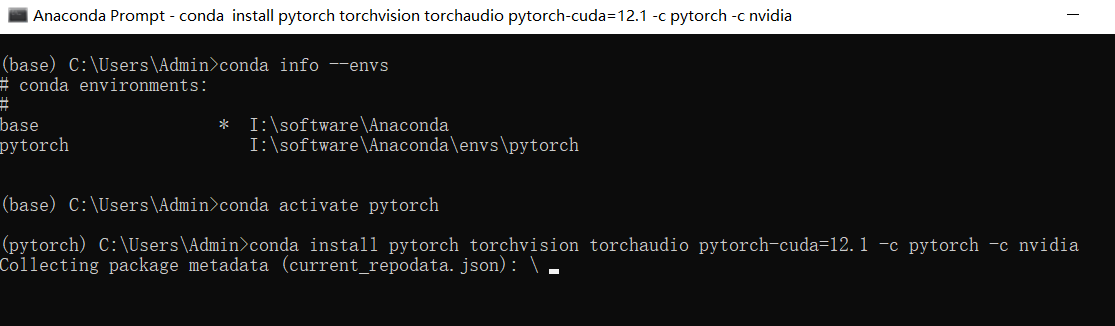 Anaconda Prompt - conda  install pytorch torchvision torchaudio pytorch-cuda=12.1 -c pytorch -c nvidia
(base) C:\Users\Admin>conda info --envs
# conda environments:
#
base                  *  I:\software\Anaconda
pytorch                  I:\software\Anaconda\envs\pytorch
(base) C:\Users\Admin>conda activate pytorch
(pytorch) C:\Users\Admin>conda install pytorch torchvision torchaudio pytorch-cuda=12.1 -c pytorch -c nvidia
Collecting package metadata (current_repodata.json): \